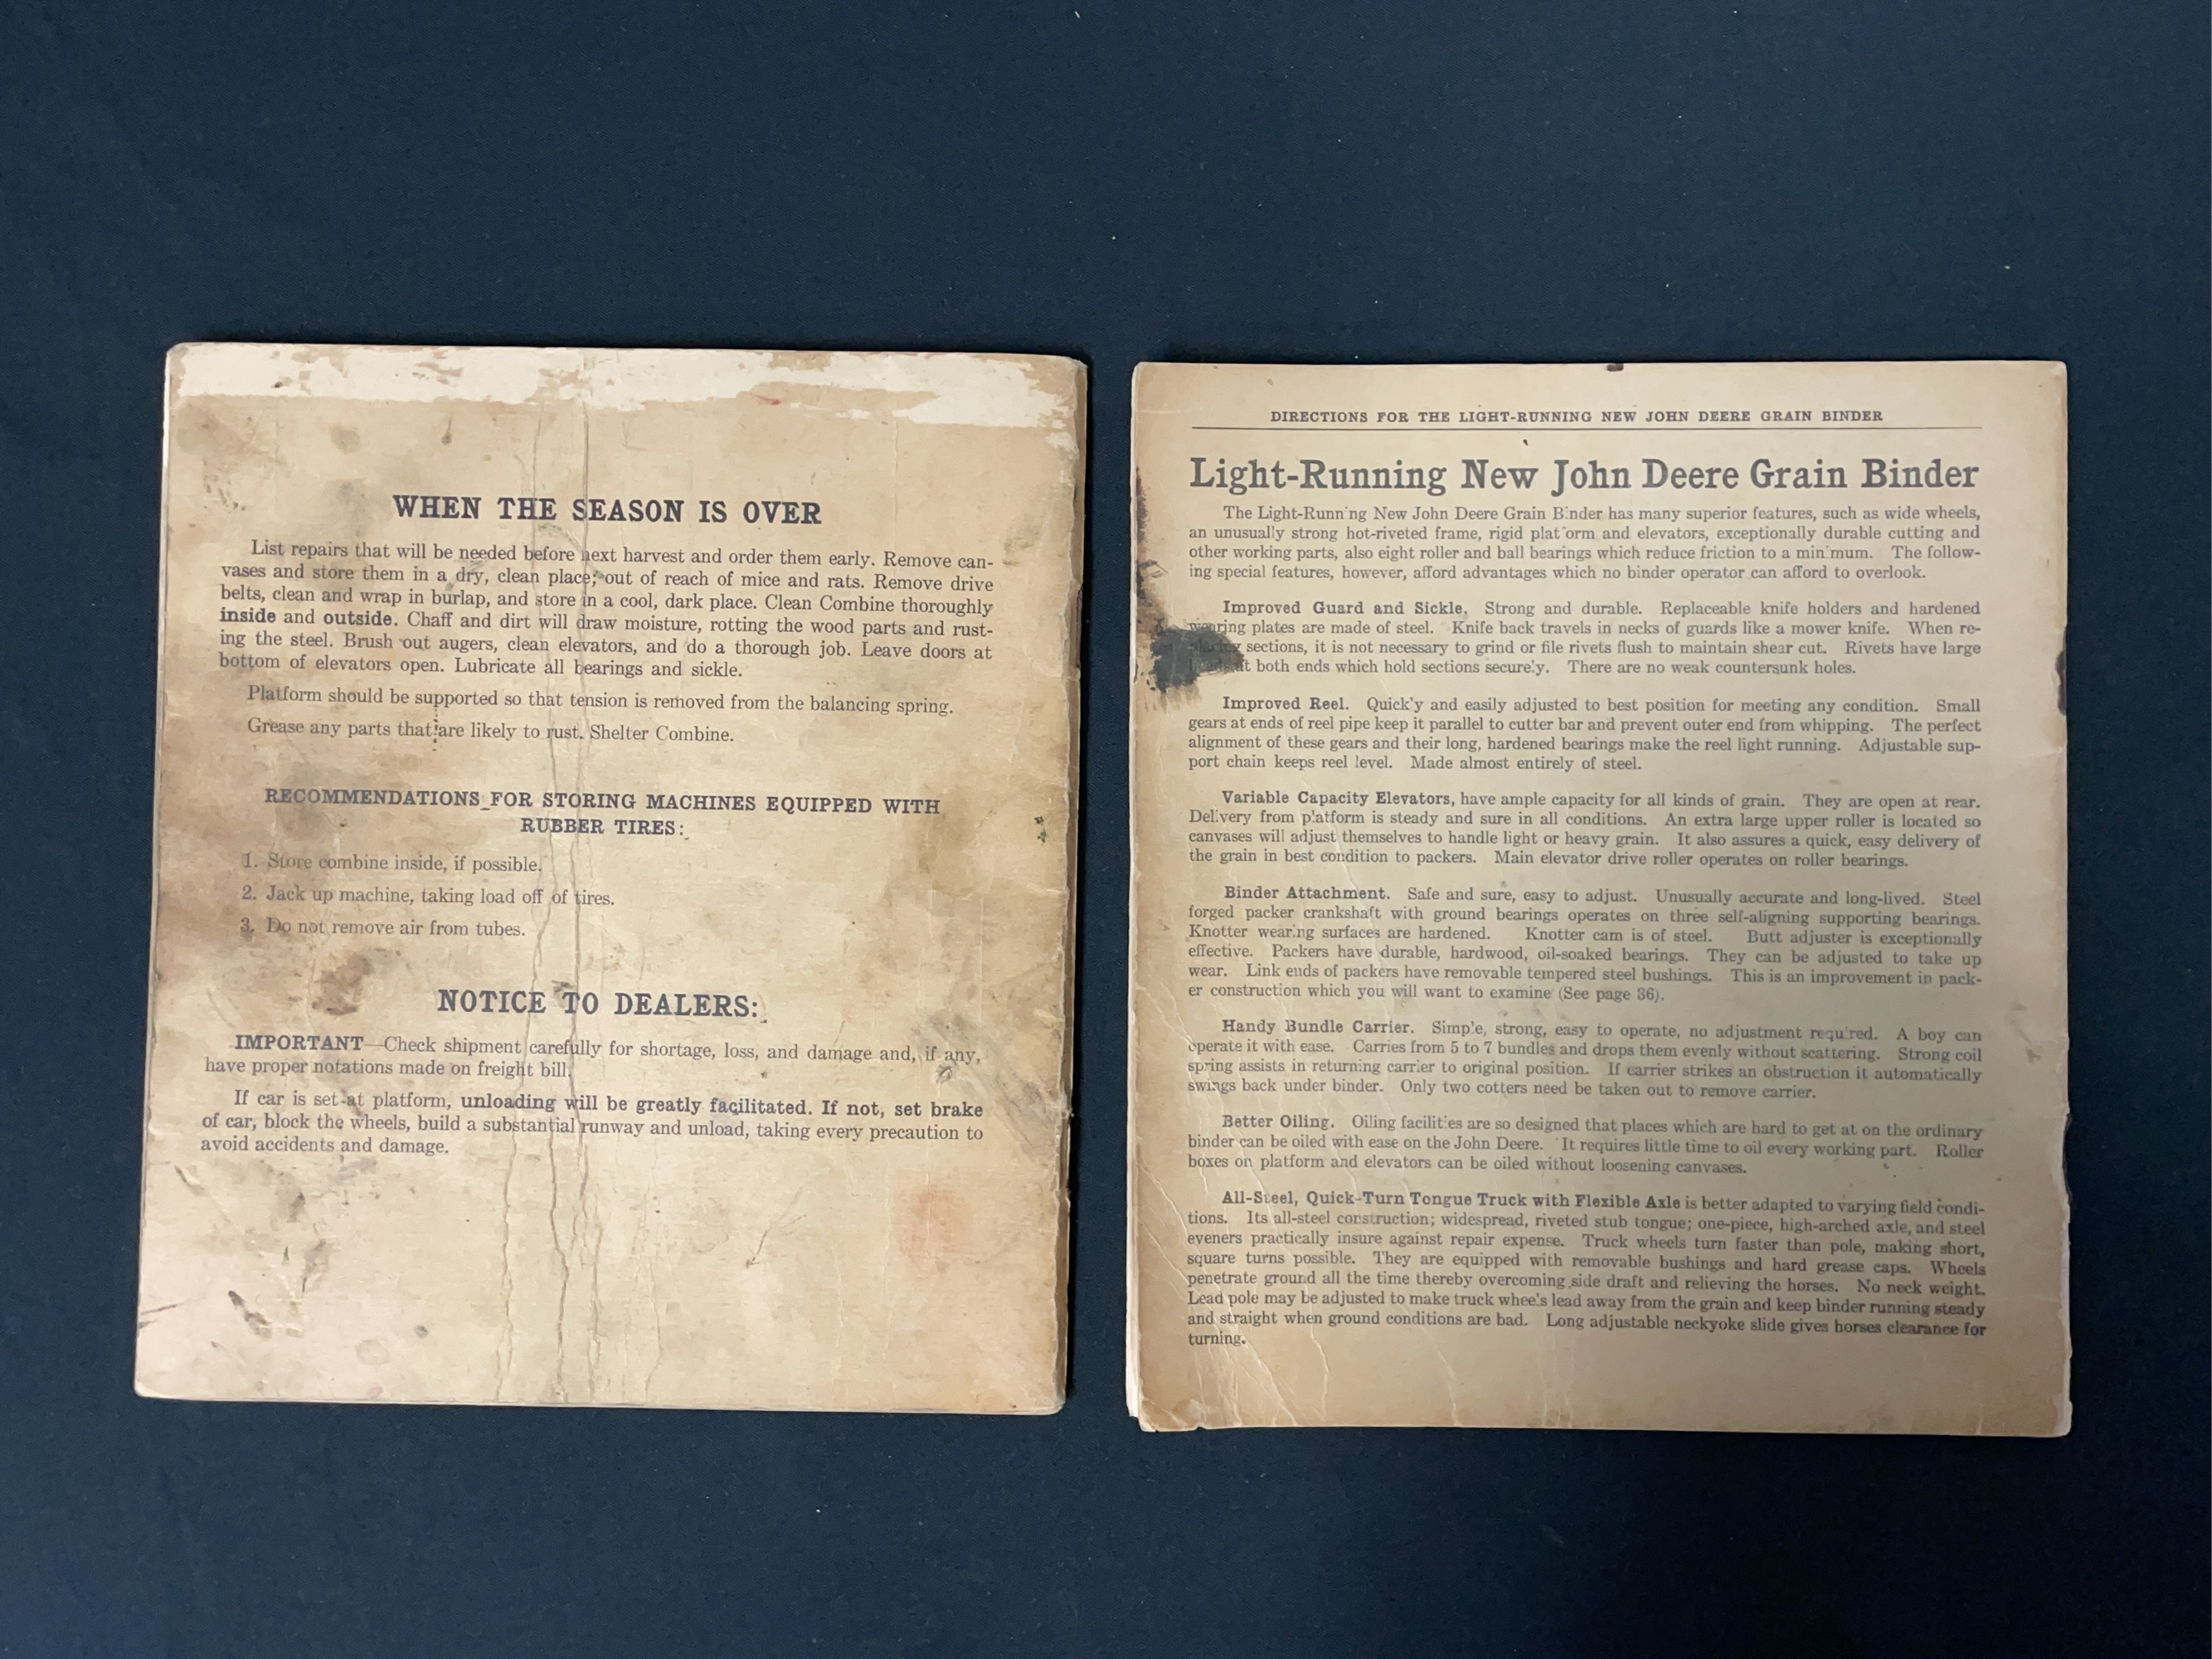 WHEN THE SEASON IS OVER
List repairs that will be needed before next harvest and order them early. Remove can-
vases and store them in a dry, clean place, out of reach of mice and rats. Remove drive
belts, clean and wrap in burlap, and store in a cool, dark place. Clean Combine thoroughly
inside and outside. Chaff and dirt will draw moisture, rotting the wood parts and rust-
ing the steel. Brush out augers, clean elevators, and do a thorough job. Leave doors at
bottom of elevators open. Lubricate all bearings and sickle.
Platform should be supported so that tension is removed from the balancing spring.
Grease any parts that are likely to rust. Shelter Combine.
RECOMMENDATIONS FOR STORING MACHINES EQUIPPED WITH
RUBBER TIRES:
1. Store combine inside, if possible.
2. Jack up machine, taking load off of tires.
3. Do not remove air from tubes.
NOTICE TO DEALERS:
IMPORTANT—Check shipment carefully for shortage, loss, and damage and, if any,
have proper notations made on freight bill.
If car is set at platform, unloading will be greatly facilitated. If not, set brake
of car, block the wheels, build a substantial runway and unload, taking every precaution to
avoid accidents and damage.
DIRECTIONS FOR THE LIGHT-RUNNING NEW JOHN DEERE GRAIN BINDER
Light-Running New John Deere Grain Binder
The Light-Running New John Deere Grain Binder has many superior features, such as wide wheels,
an unusually strong hot-riveted frame, rigid platform and elevators, exceptionally durable cutting and
other working parts, also eight roller and ball bearings which reduce friction to a minimum. The follow-
ing special features, however, afford advantages which no binder operator can afford to overlook.
Improved Guard and Sickle. Strong and durable. Replaceable knife holders and hardened
wearing plates are made of steel. Knife back travels in necks of guards like a mower knife. When re-
placing sections, it is not necessary to grind or file rivets flush to maintain shear cut. Rivets have large
heads at both ends which hold sections securely. There are no weak countersunk holes.
Improved Reel. Quickly and easily adjusted to best position for meeting any condition. Small
gears at ends of reel pipe keep it parallel to cutter bar and prevent outer end from whipping. The perfect
alignment of these gears and their long, hardened bearings make the reel light running. Adjustable sup-
port chain keeps reel level. Made almost entirely of steel.
Variable Capacity Elevators, have ample capacity for all kinds of grain. They are open at rear.
Delivery from platform is steady and sure in all conditions. An extra large upper roller is located so
canvases will adjust themselves to handle light or heavy grain. It also assures a quick, easy delivery of
the grain in best condition to packers. Main elevator drive roller operates on roller bearings.
Binder Attachment. Safe and sure, easy to adjust. Unusually accurate and long-lived. Steel
forged packer crankshaft with ground bearings operates on three self-aligning supporting bearings.
Knotter wearing surfaces are hardened. Knotter cam is of steel. Butt adjuster is exceptionally
effective. Packers have durable, hardwood, oil-soaked bearings. They can be adjusted to take up
wear. Link ends of packers have removable tempered steel bushings. This is an improvement in pack-
er construction which you will want to examine (See page 36).
Handy Bundle Carrier. Simple, strong, easy to operate, no adjustment required. A boy can
operate it with ease. Carries from 5 to 7 bundles and drops them evenly without scattering. Strong coil
spring assists in returning carrier to original position. If carrier strikes an obstruction it automatically
swings back under binder. Only two cotters need be taken out to remove carrier.
Better Oiling. Oiling facilities are so designed that places which are hard to get at on the ordinary
binder can be oiled with ease on the John Deere. It requires little time to oil every working part. Roller
boxes on platform and elevators can be oiled without loosening canvases.
All-Steel, Quick-Turn Tongue Truck with Flexible Axle is better adapted to varying field condi-
tions. Its all-steel construction; widespread, riveted stub tongue; one-piece, high-arched axle, and steel
eveners practically insure against repair expense. Truck wheels turn faster than pole, making short,
square turns possible. They are equipped with removable bushings and hard grease caps. Wheels
penetrate ground all the time thereby overcoming side draft and relieving the horses. No neck weight.
Lead pole may be adjusted to make truck wheels lead away from the grain and keep binder running steady
and straight when ground conditions are bad. Long adjustable neckyoke slide gives horses clearance for
turning.